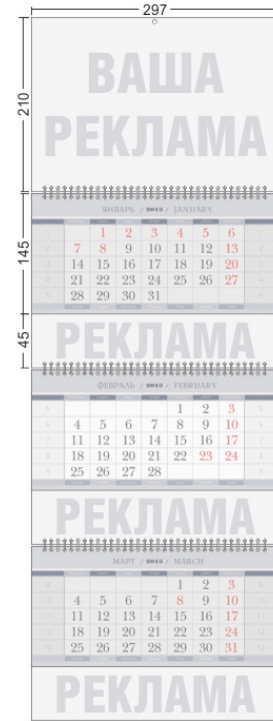 297
210
ВАША
РЕКЛАМА
145
ЯНВАРЬ / 2013 / JANUARY
1 2 3 4 5 6
7 8 9 10 11 12 13
14 15 16 17 18 19 20
21 22 23 24 25 26 27
28 29 30 31
45
РЕКЛАМА
ФЕВРАЛЬ / 2013 / FEBRUARY
1 2 3
4 5 6 7 8 9 10
11 12 13 14 15 16 17
18 19 20 21 22 23 24
25 26 27 28
РЕКЛАМА
МАРТ / 2013 / MARCH
1 2 3
4 5 6 7 8 9 10
11 12 13 14 15 16 17
18 19 20 21 22 23 24
25 26 27 28 29 30 31
РЕКЛАМА